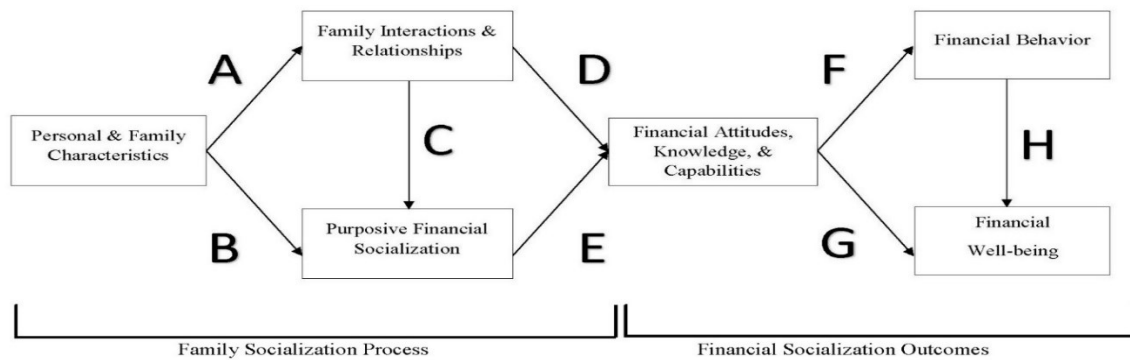 Family Interactions &
Relationships
Financial Behavior
A
D
F
Personal & Family
Characteristics
C
Financial Attitudes,
Knowledge, &
Capabilities
H
B
Purposive Financial
Socialization
E
G
Financial
Well-being
Family Socialization Process
Financial Socialization Outcomes